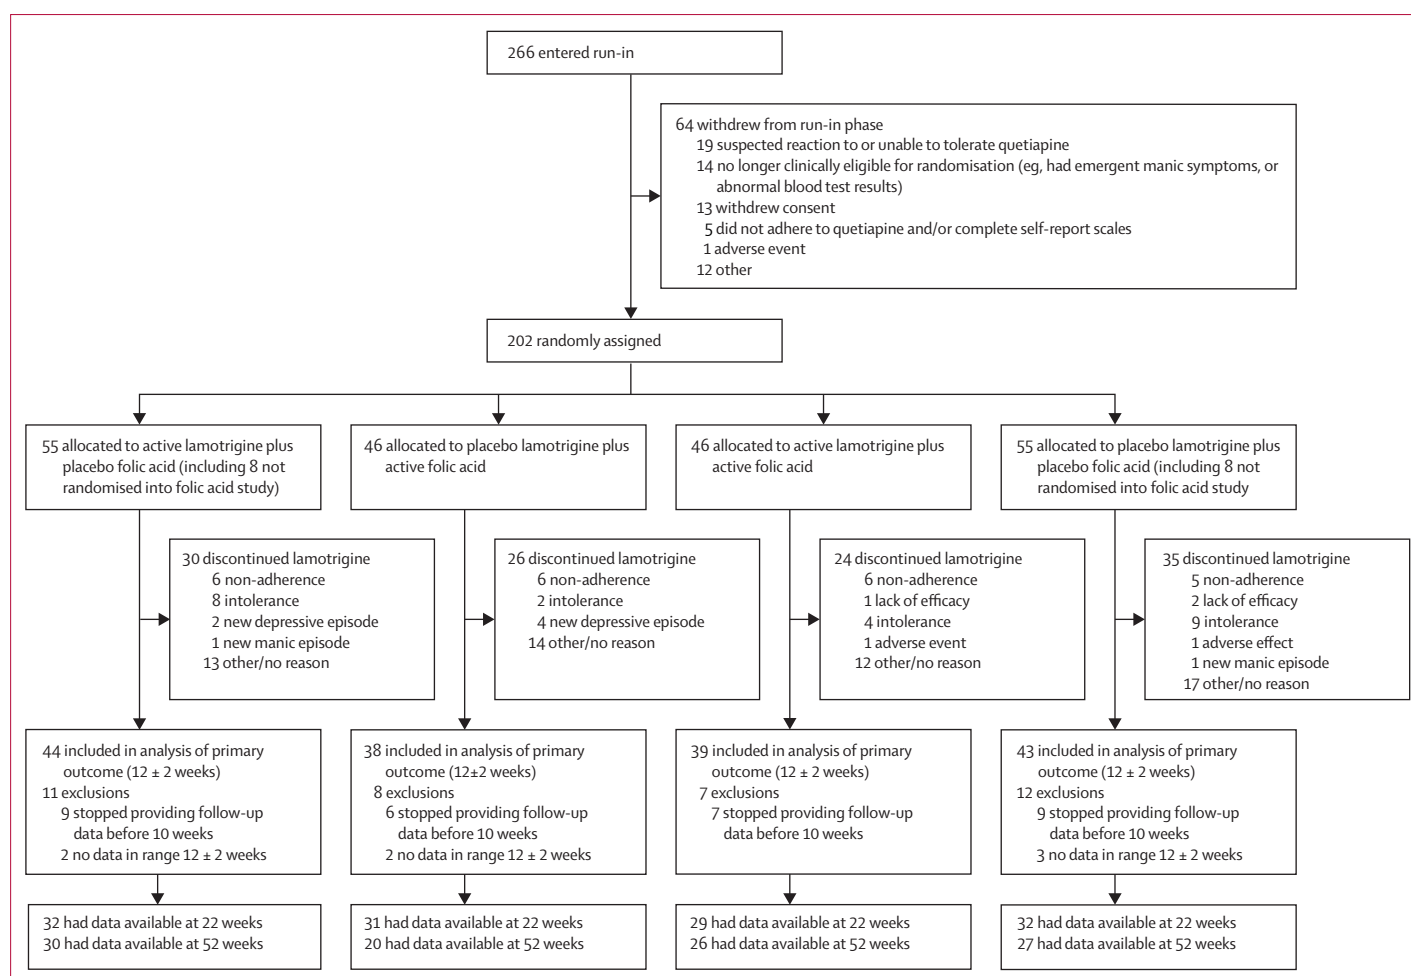 266 entered run-in
64 withdrew from run-in phase
19 suspected reaction to or unable to tolerate quetiapine
14 no longer clinically eligible for randomisation (eg, had emergent manic symptoms, or
abnormal blood test results)
13 withdrew consent
5 did not adhere to quetiapine and/or complete self-report scales
1 adverse event
12 other
202 randomly assigned
55 allocated to active lamotrigine plus
placebo folic acid (including 8 not
randomised into folic acid study)
46 allocated to placebo lamotrigine plus
active folic acid
46 allocated to active lamotrigine plus
active folic acid
55 allocated to placebo lamotrigine plus
placebo folic acid (including 8 not
randomised into folic acid study
30 discontinued lamotrigine
6 non-adherence
8 intolerance
2 new depressive episode
1 new manic episode
13 other/no reason
26 discontinued lamotrigine
6 non-adherence
2 intolerance
4 new depressive episode
14 other/no reason
24 discontinued lamotrigine
6 non-adherence
1 lack of efficacy
4 intolerance
1 adverse event
12 other/no reason
35 discontinued lamotrigine
5 non-adherence
2 lack of efficacy
9 intolerance
1 adverse effect
1 new manic episode
17 other/no reason
44 included in analysis of primary
outcome (12 ± 2 weeks)
11 exclusions
9 stopped providing follow-up
data before 10 weeks
2 no data in range 12 ± 2 weeks
38 included in analysis of primary
outcome (12±2 weeks)
8 exclusions
6 stopped providing follow-up
data before 10 weeks
2 no data in range 12 ± 2 weeks
39 included in analysis of primary
outcome (12 ± 2 weeks)
7 exclusions
7 stopped providing follow-up
data before 10 weeks
43 included in analysis of primary
outcome (12 ± 2 weeks)
12 exclusions
9 stopped providing follow-up
data before 10 weeks
3 no data in range 12 ± 2 weeks
32 had data available at 22 weeks
30 had data available at 52 weeks
31 had data available at 22 weeks
20 had data available at 52 weeks
29 had data available at 22 weeks
26 had data available at 52 weeks
32 had data available at 22 weeks
27 had data available at 52 weeks